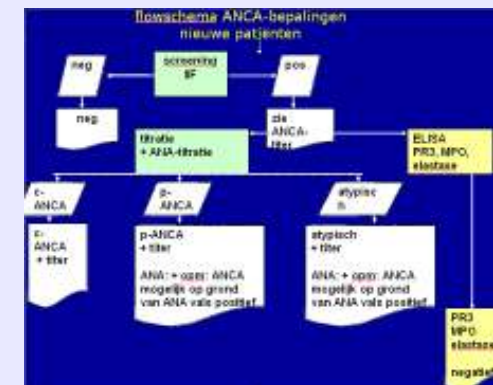 flowschema ANCA-bepalingen
nieuwe patienten
neg
screening
IIF
pos
neg
zie
ANCA-
titer
titratie
+ ANA-titratie
ELISA
PR3, MPO,
elastase
c-
ANCA
p-
ANCA
atypisc
h
c-
ANCA
+ titer
p-ANCA
+ titer
ANA: + opm: ANCA
mogelijk op grond
van ANA vals positief
atypisch
+ titer
ANA: + opm: ANCA
mogelijk op grond
van ANA vals positief
PR3
MPO
elastase
negatief